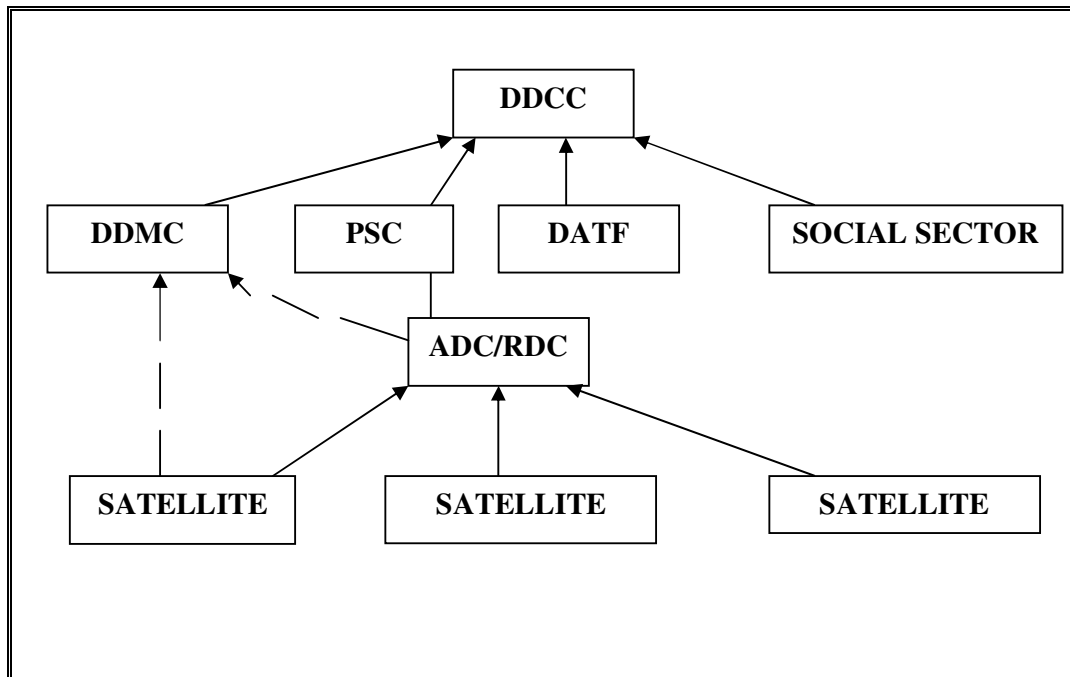 DDCC
DDMC
PSC
DATF
SOCIAL SECTOR
ADC/RDC
SATELLITE
SATELLITE
SATELLITE